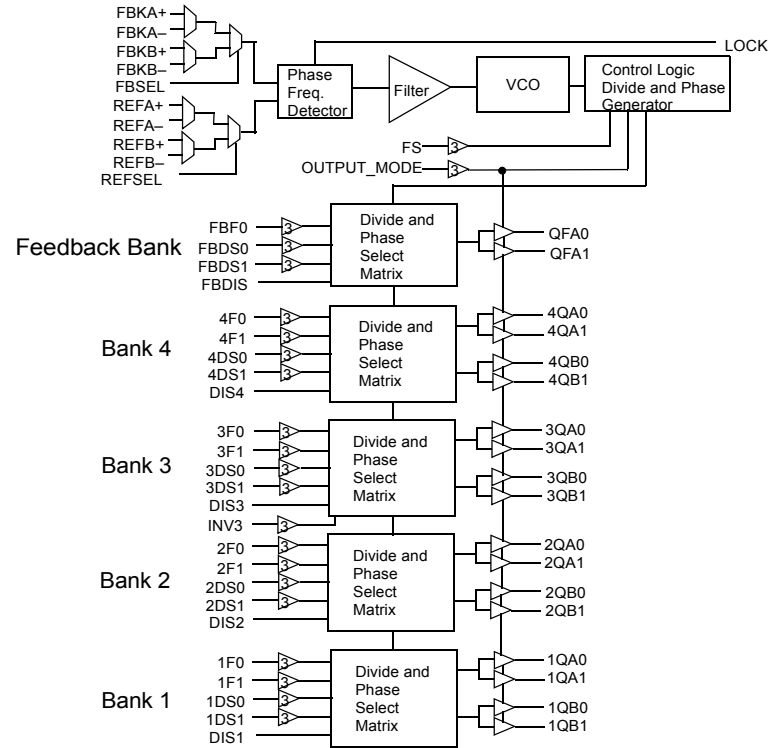 FBKA+
FBKA–
FBKB+
FBKB–
FBSEL
REFA+
REFA–
REFB+
REFB–
REFSEL
LOCK
Phase
Freq.
Detector
Filter
VCO
Control Logic
Divide and Phase
Generator
FS 3
OUTPUT_MODE 3
Feedback Bank
FBF0 3
FBDS0 3
FBDS1 3
FBDIS
Divide and
Phase
Select
Matrix
QFA0
QFA1
Bank 4
4F0 3
4F1 3
4DS0 3
4DS1 3
DIS4
Divide and
Phase
Select
Matrix
4QA0
4QA1
4QB0
4QB1
Bank 3
3F0 3
3F1 3
3DS0 3
3DS1 3
DIS3
INV3 3
Divide and
Phase
Select
Matrix
3QA0
3QA1
3QB0
3QB1
Bank 2
2F0 3
2F1 3
2DS0 3
2DS1 3
DIS2
Divide and
Phase
Select
Matrix
2QA0
2QA1
2QB0
2QB1
Bank 1
1F0 3
1F1 3
1DS0 3
1DS1 3
DIS1
Divide and
Phase
Select
Matrix
1QA0
1QA1
1QB0
1QB1